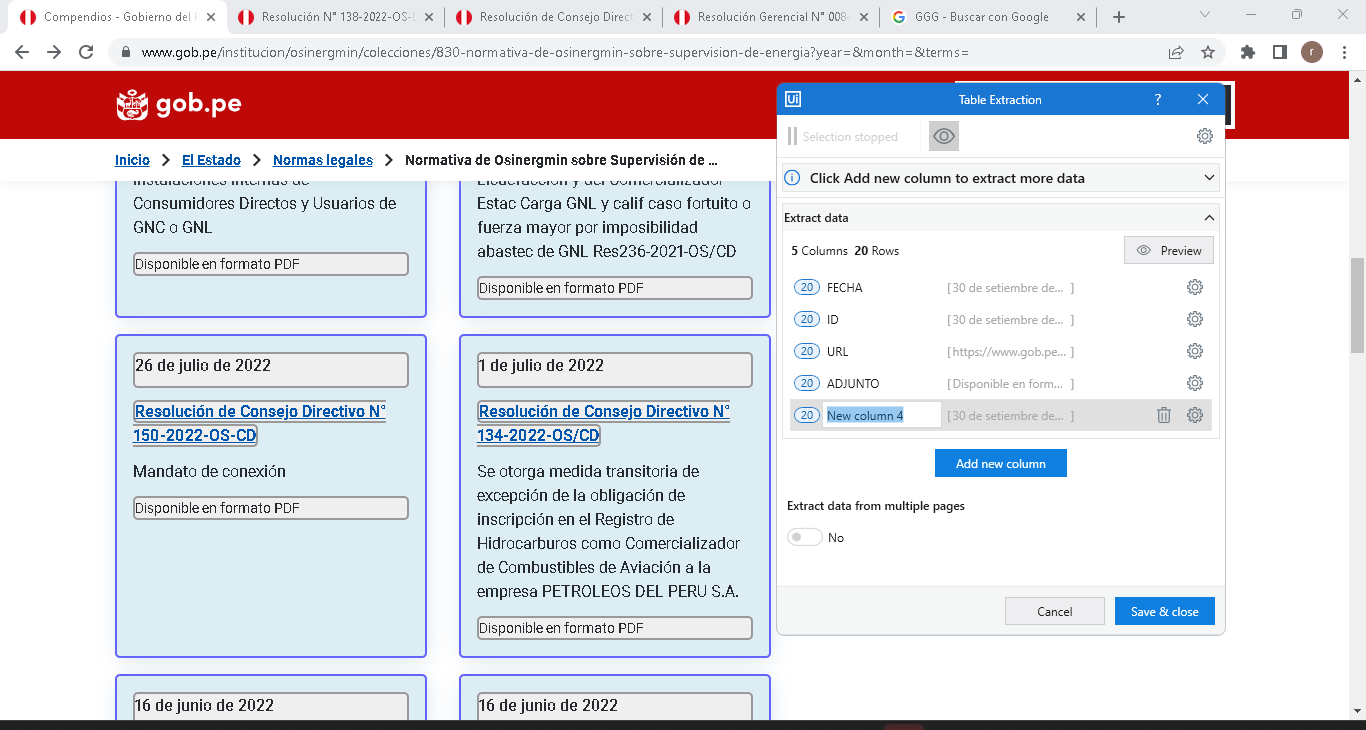 Compendios - Gobierno del
Resolución N° 138-2022-OS-
Resolución de Consejo Direct
Resolución Gerencial N° 008-
GGG - Buscar con Google
www.gob.pe/institucion/osinergmin/colecciones/830-normativa-de-osinergmin-sobre-supervision-de-energia?year=&month=&terms=
r
gob.pe
Inicio
El Estado
Normas legales
Normativa de Osinergmin sobre Supervisión de ...
Instalaciones Internas de
Consumidores Directos y Usuarios de
GNC o GNL
Disponible en formato PDF
Licuefacción y del Comercializador
Estac Carga GNL y calif caso fortuito o
fuerza mayor por imposibilidad
abastec de GNL Res236-2021-OS/CD
Disponible en formato PDF
26 de julio de 2022
Resolución de Consejo Directivo N°
150-2022-OS-CD
Mandato de conexión
Disponible en formato PDF
1 de julio de 2022
Resolución de Consejo Directivo N°
134-2022-OS/CD
Se otorga medida transitoria de
excepción de la obligación de
inscripción en el Registro de
Hidrocarburos como Comercializador
de Combustibles de Aviación a la
empresa PETROLEOS DEL PERU S.A.
Disponible en formato PDF
16 de junio de 2022
16 de junio de 2022
Ui
Table Extraction
?
Selection stopped
Click Add new column to extract more data
Extract data
5 Columns 20 Rows
Preview
20 FECHA [ 30 de setiembre de... ]
20 ID [ 30 de setiembre de... ]
20 URL [ https://www.gob.pe... ]
20 ADJUNTO [ Disponible en form... ]
20 New column 4 [ 30 de setiembre de... ]
Add new column
Extract data from multiple pages
No
Cancel
Save & close